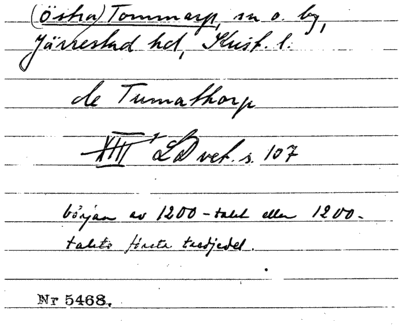 (Östra) Tommarp, sn o. by,
Järrestad hd, Krist. l.
de Tumathorp
XIII¹ LD vet. s. 107
början av 1200-talet eller 1200-
talets första tredjedel.
Nr 5468.